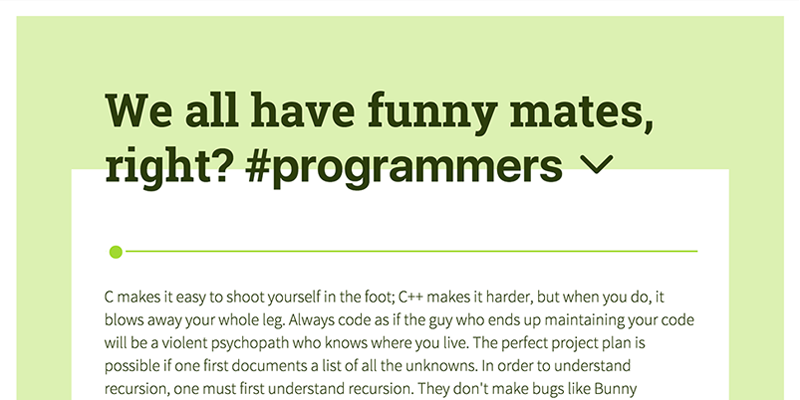 We all have funny mates,
right? #programmers
C makes it easy to shoot yourself in the foot; C++ makes it harder, but when you do, it
blows away your whole leg. Always code as if the guy who ends up maintaining your code
will be a violent psychopath who knows where you live. The perfect project plan is
possible if one first documents a list of all the unknowns. In order to understand
recursion, one must first understand recursion. They don't make bugs like Bunny